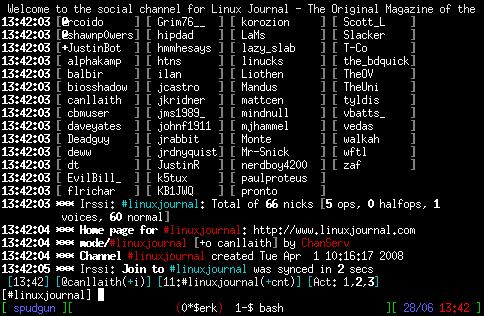 Welcome to the social channel for Linux Journal - The Original Magazine of the
13:42:03 [@rcoido ] [ Grim76__ ] [ korozion ] [ Scott_L ]
13:42:03 [@shawnp0wers] [ hipdad ] [ LaMs ] [ Slacker ]
13:42:03 [+JustinBot ] [ hmmhesays ] [ lazy_slab ] [ T-Co ]
13:42:03 [ alphakamp ] [ htns ] [ linucks ] [ the_bdquick]
13:42:03 [ balbir ] [ ilan ] [ Liothen ] [ TheOV ]
13:42:03 [ biosshadow ] [ jcastro ] [ Mandus ] [ TheUni ]
13:42:03 [ canllaith ] [ jkridner ] [ mattcen ] [ tyldis ]
13:42:03 [ cbmuser ] [ jms1989_ ] [ mindnull ] [ vbatts_ ]
13:42:03 [ daveyates ] [ johnf1911 ] [ mjhammel ] [ vedas ]
13:42:03 [ Deadguy ] [ jrabbit ] [ Monte ] [ walkah ]
13:42:03 [ deww ] [ jrdnyquist] [ Mr-Snick ] [ wftl ]
13:42:03 [ dt ] [ JustinR ] [ nerdboy4200 ] [ zaf ]
13:42:03 [ EvilBill_ ] [ k5tux ] [ paulproteus]
13:42:03 [ flrichar ] [ KB1JWQ ] [ pronto ]
13:42:03 *** Irssi: #linuxjournal: Total of 66 nicks [5 ops, 0 halfops, 1
voices, 60 normal]
13:42:04 *** Home page for #linuxjournal: http://www.linuxjournal.com
13:42:04 *** mode/#linuxjournal [+o canllaith] by ChanServ
13:42:04 *** Channel #linuxjournal created Tue Apr 1 10:16:17 2008
13:42:05 *** Irssi: Join to #linuxjournal was synced in 2 secs
[13:42] [@canllaith(+i)] [11:#linuxjournal(+cnt)] [Act: 1,2,3]
[#linuxjournal]
[ spudgun ] (0*$erk) 1-$ bash ][ 28/06 13:42 ]